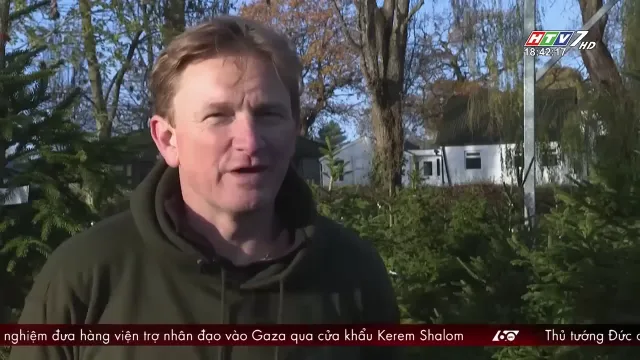 HTV7 HD
18:42:17
nghiệm đưa hàng viện trợ nhân đạo vào Gaza qua cửa khẩu Kerem Shalom 60 Thủ tướng Đức